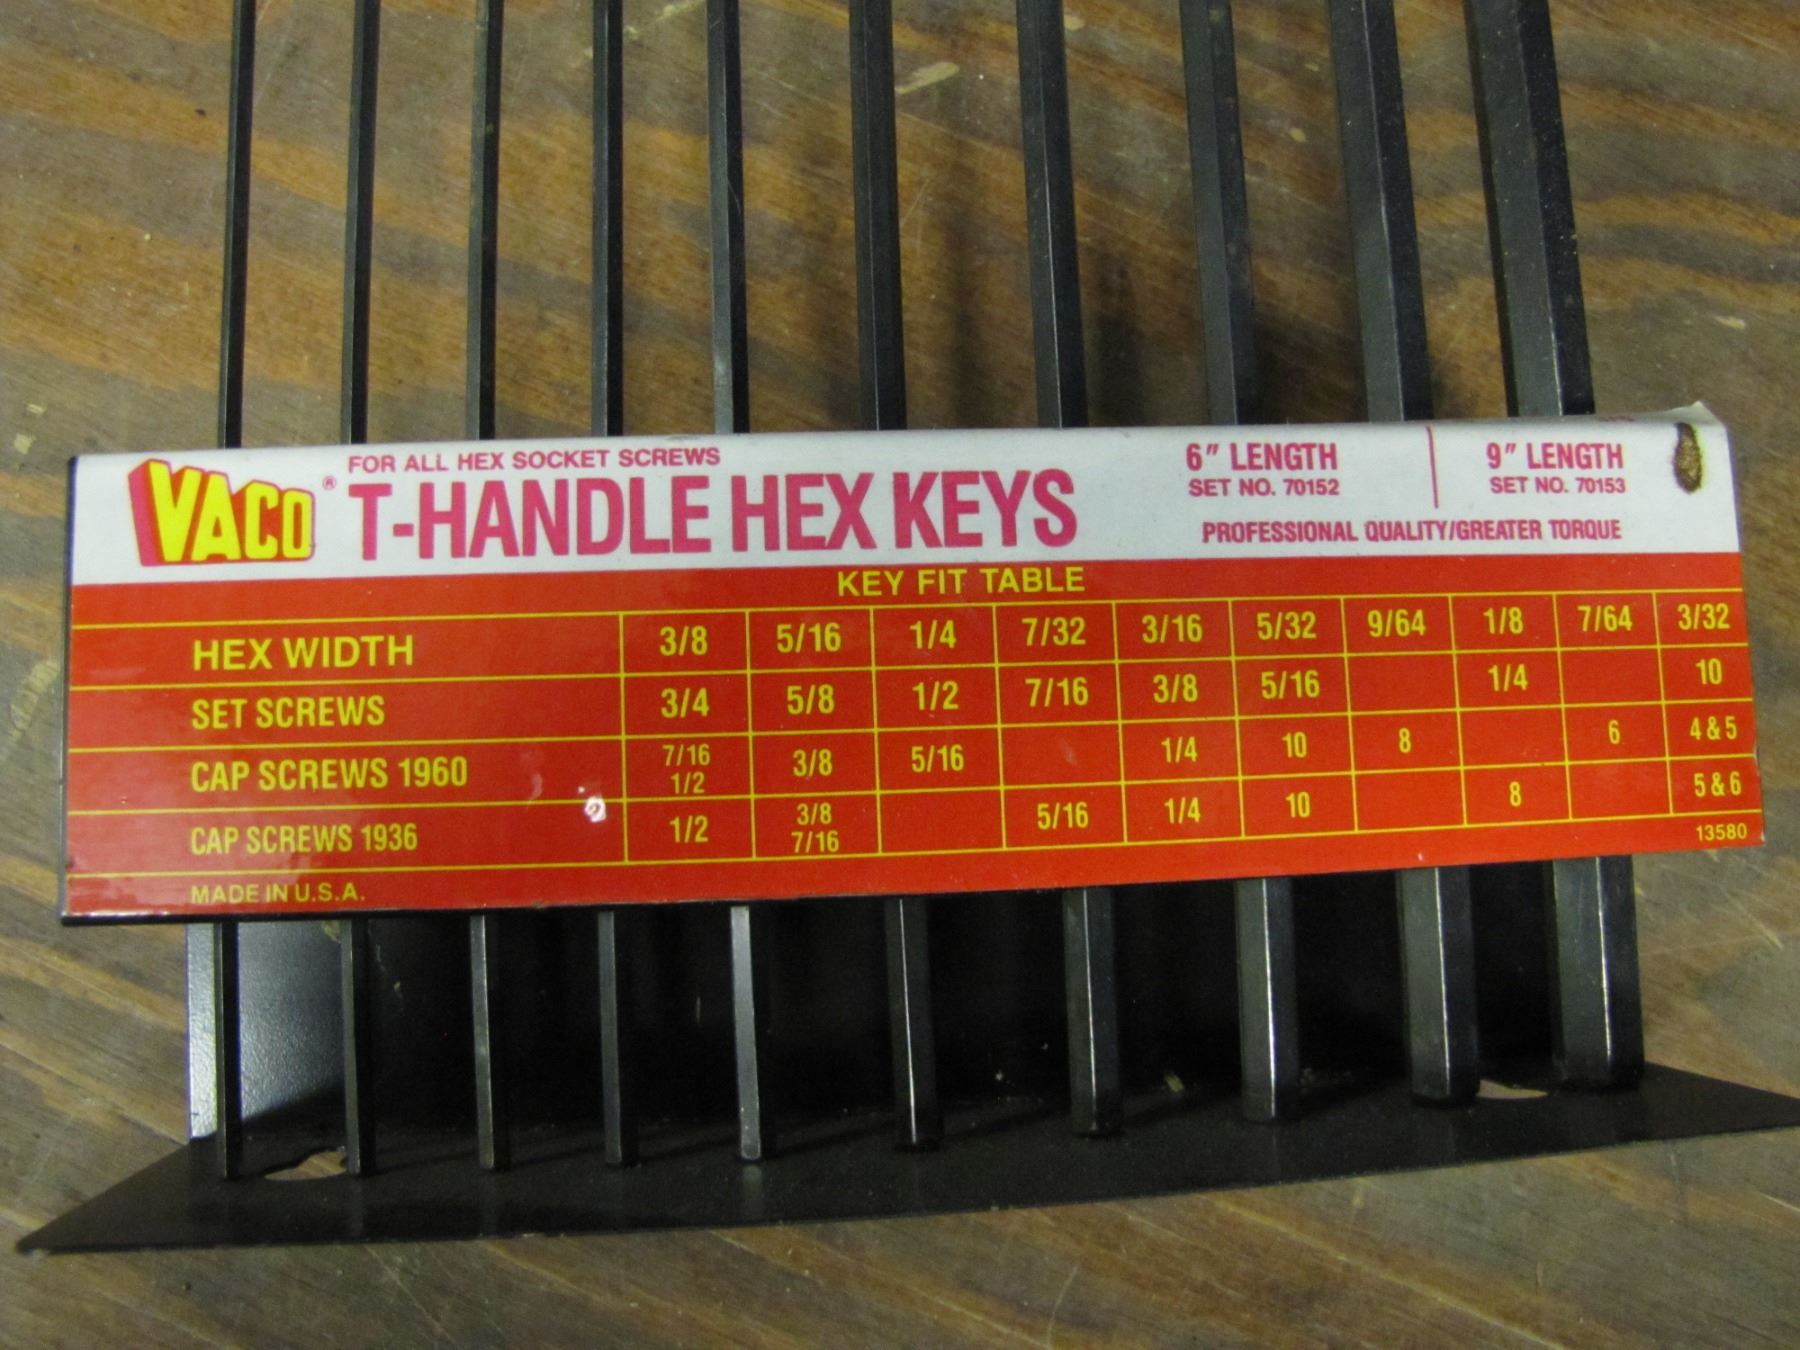 VACO®
FOR ALL HEX SOCKET SCREWS
T-HANDLE HEX KEYS
6" LENGTH
SET NO. 70152
9" LENGTH
SET NO. 70153
PROFESSIONAL QUALITY/GREATER TORQUE
KEY FIT TABLE
HEX WIDTH 3/8 5/16 1/4 7/32 3/16 5/32 9/64 1/8 7/64 3/32
SET SCREWS 3/4 5/8 1/2 7/16 3/8 5/16 1/4 10
CAP SCREWS 1960 7/16 1/2 3/8 5/16 1/4 10 8 6 4 & 5
CAP SCREWS 1936 1/2 3/8 7/16 5/16 1/4 10 8 5 & 6
MADE IN U.S.A. 13580